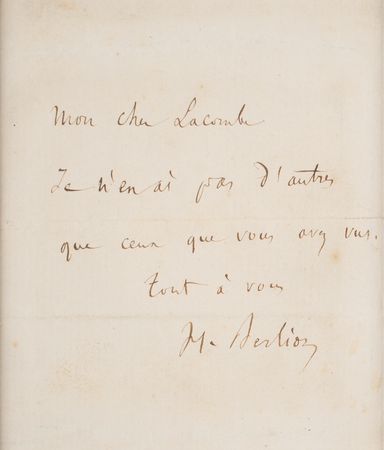 Mon cher Lacombe
Je n'en ai pas d'autres
que ceux que vous avez vus.
tout à vous
H. Berlioz